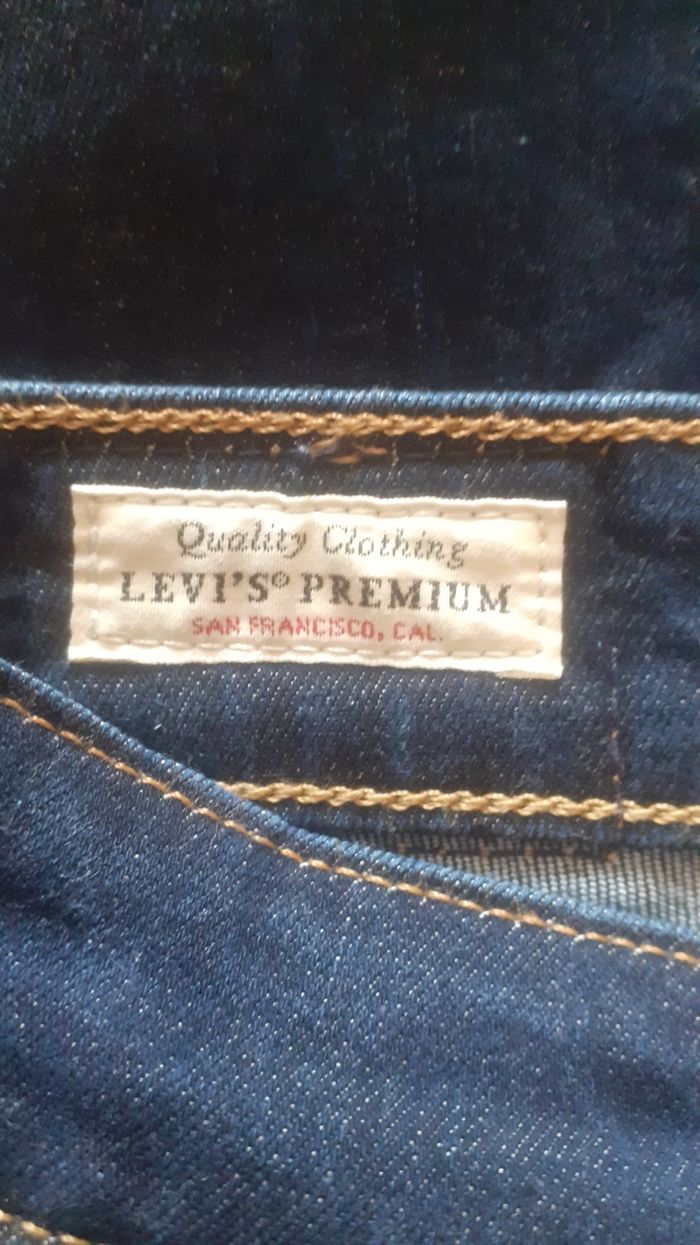 Quality Clothing
LEVI'S® PREMIUM
SAN FRANCISCO, CAL.